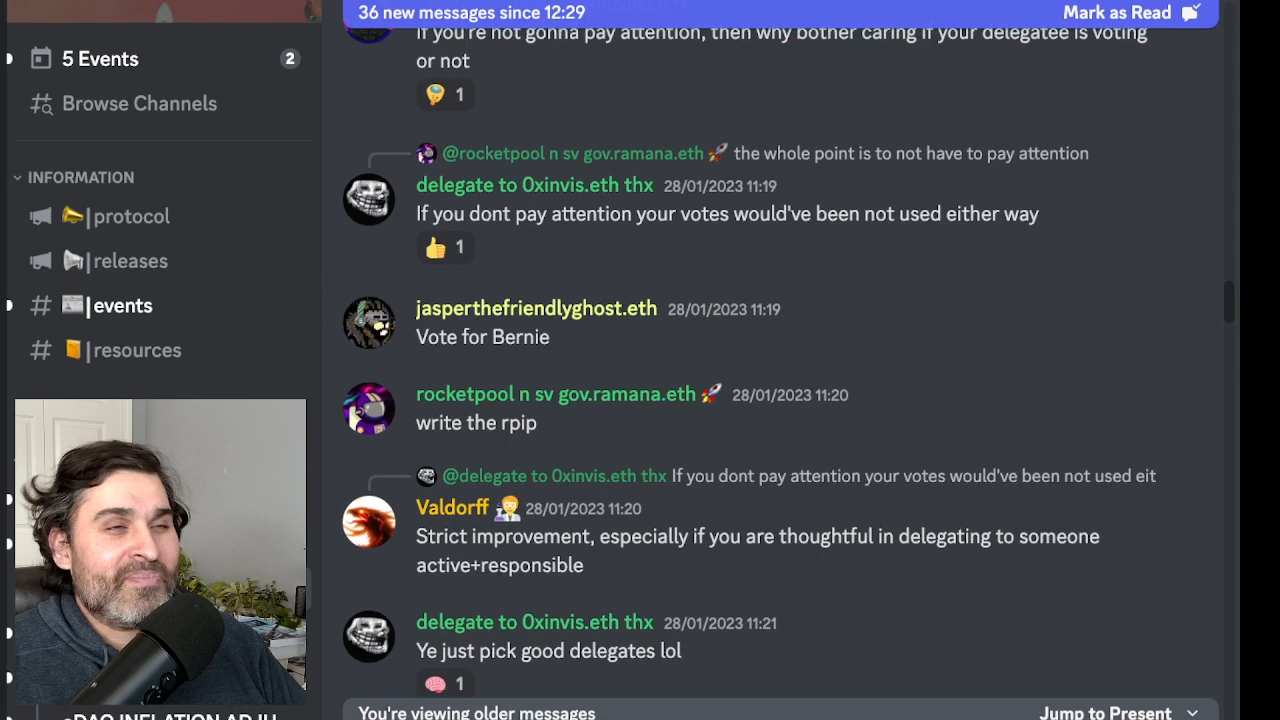 36 new messages since 12:29
Mark as Read
5 Events
2
Browse Channels
INFORMATION
protocol
releases
events
resources
If you're not gonna pay attention, then why bother caring if your delegatee is voting
or not
1
@rocketpool n sv gov.ramana.eth 🚀 the whole point is to not have to pay attention
delegate to 0xinvis.eth thx 28/01/2023 11:19
If you dont pay attention your votes would've been not used either way
👍 1
jasperthefriendlyghost.eth 28/01/2023 11:19
Vote for Bernie
rocketpool n sv gov.ramana.eth 🚀 28/01/2023 11:20
write the rpip
@delegate to 0xinvis.eth thx If you dont pay attention your votes would've been not used eit
Valdorff 28/01/2023 11:20
Strict improvement, especially if you are thoughtful in delegating to someone
active+responsible
delegate to 0xinvis.eth thx 28/01/2023 11:21
Ye just pick good delegates lol
🧠 1
You're viewing older messages
Jump to Present